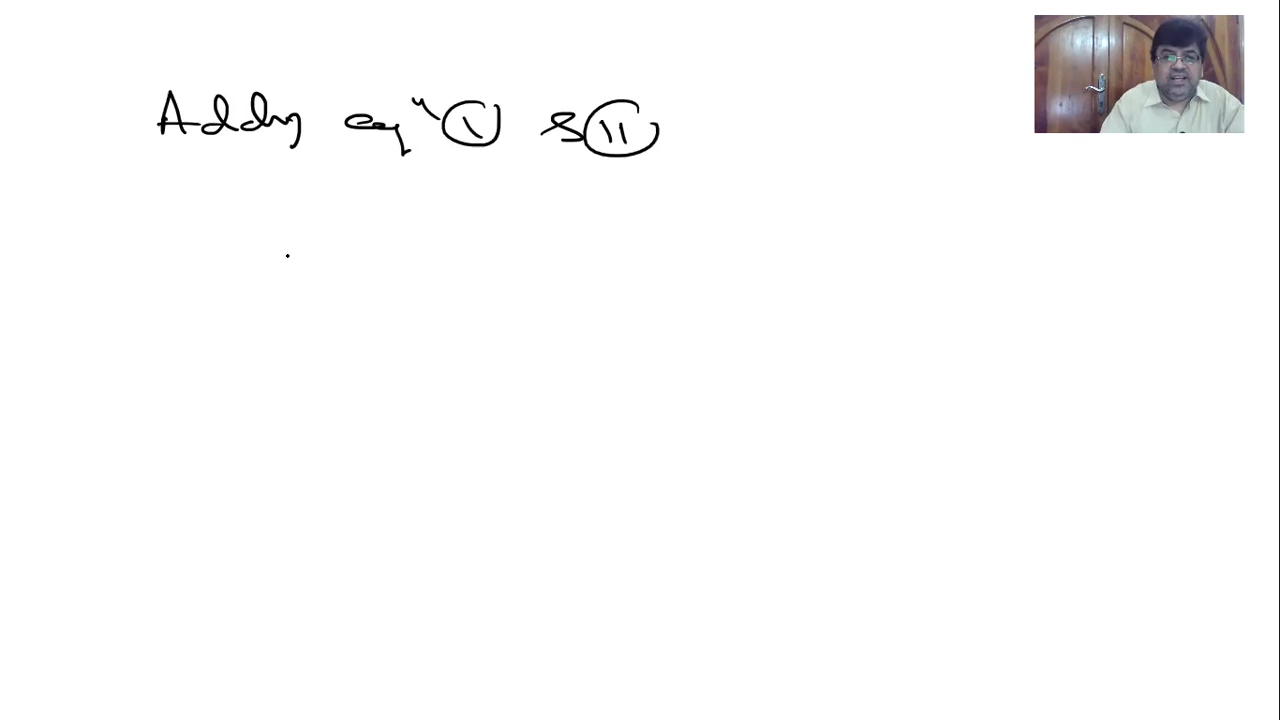 Adding eqⁿ (I) & (II)